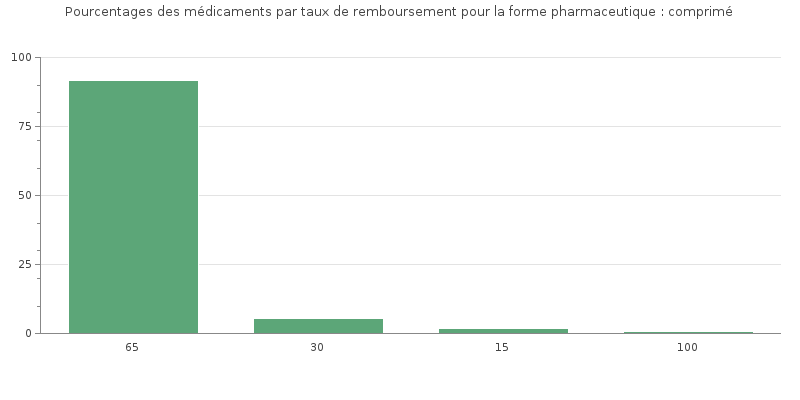 Pourcentages des médicaments par taux de remboursement pour la forme pharmaceutique : comprimé
100
75
50
25
0
65 30 15 100